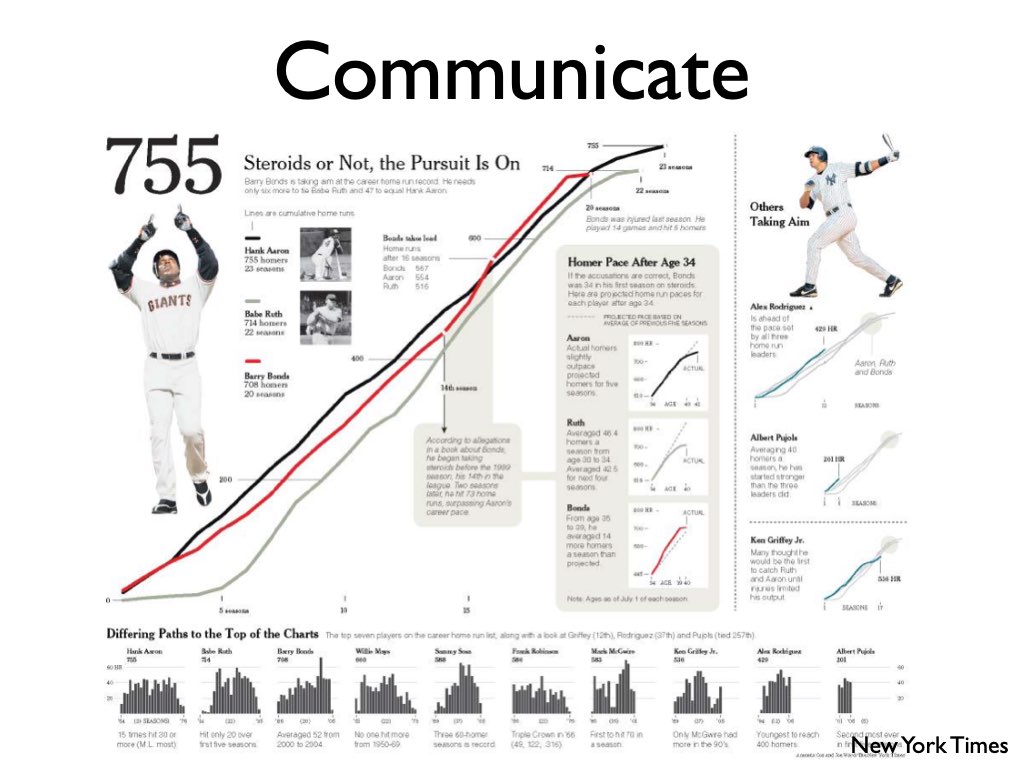 Communicate
755
Steroids or Not, the Pursuit Is On
Barry Bonds is taking aim at the career home run record. He needs
only six more to tie Babe Ruth and 47 to equal Hank Aaron.
Lines are cumulative home runs
Hank Aaron
755 homers
23 seasons
Babe Ruth
714 homers
22 seasons
Barry Bonds
708 homers
20 seasons
GIANTS
Bonds takes lead
Home runs
after 16 seasons
Bonds 567
Aaron 554
Ruth 516
755
714
600
400
200
0
5 seasons
10
15
23 seasons
22 seasons
20 seasons
Bonds was injured last season. He
played 14 games and hit 5 homers
14th season
According to allegations
in a book about Bonds,
he began taking
steroids before the 1999
season, his 14th in the
league. Two seasons
later, he hit 73 home
runs, surpassing Aaron's
career pace.
Homer Pace After Age 34
If the accusations are correct, Bonds
was 34 in his first season on steroids.
Here are projected home run paces for
each player after age 34.
PROJECTED PACE BASED ON
AVERAGE OF PREVIOUS FIVE SEASONS
Aaron
Actual homers
slightly
outpace
projected
homers for five
seasons.
800 HR
700
600
ACTUAL
34 AGE 40 42
Ruth
Averaged 46.4
homers a
season from
age 30 to 34.
Averaged 42.5
for next four
seasons.
800 HR
700
ACTUAL
34 AGE 40
Bonds
From age 35
to 39, he
averaged 14
more homers
a season than
projected.
800 HR
ACTUAL
700
445
34 AGE 39 40
Note: Ages as of July 1 of each season.
Others
Taking Aim
Alex Rodriguez
Is ahead of
the pace set
by all three
home run
leaders.
429 HR
Aaron, Ruth
and Bonds
SEASONS
Albert Pujols
Averaging 40
homers a
season, he has
started stronger
than the three
leaders did.
201 HR
SEASONS
Ken Griffey Jr.
Many thought he
would be the first
to catch Ruth
and Aaron until
injuries limited
his output.
536 HR
SEASONS 17
Differing Paths to the Top of the Charts The top seven players on the career home run list, along with a look at Griffey (12th), Rodriguez (37th) and Pujols (tied 257th).
Hank Aaron
755
Babe Ruth
714
Barry Bonds
708
Willie Mays
660
Sammy Sosa
588
Frank Robinson
586
Mark McGwire
583
Ken Griffey Jr.
536
Alex Rodriguez
429
Albert Pujols
201
60 HR
40
20
60
40
20
15 times hit 30 or
more (M.L. most).
Hit only 20 over
first five seasons.
Averaged 52 from
2000 to 2004.
No one hit more
from 1950-69.
Three 60-homer
seasons is record.
Triple Crown in '66
(49, 122, .316).
First to hit 70 in
a season.
Only McGwire had
more in the 90's.
Youngest to reach
400 homers.
Second most ever
New York Times